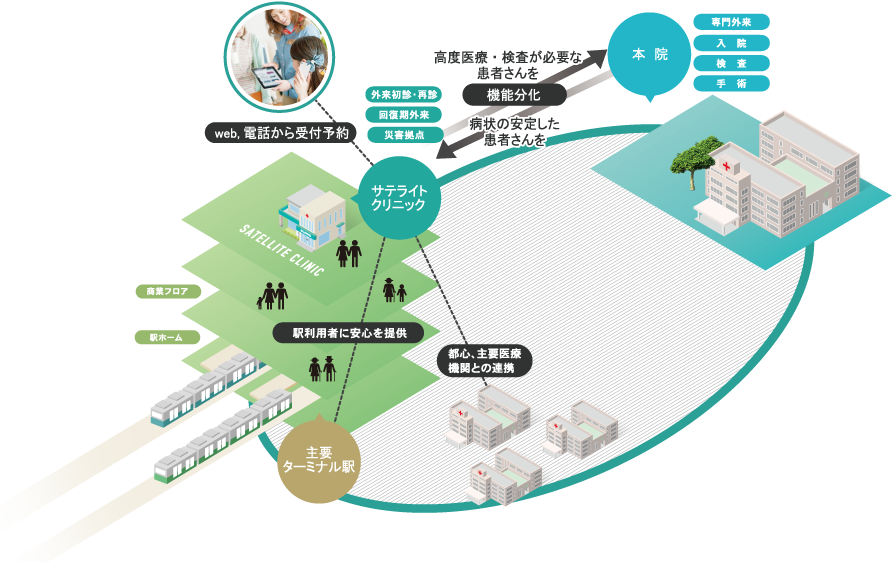 高度医療・検査が必要な
患者さんを
機能分化
病状の安定した
患者さんを
本 院
専門外来
入 院
検 査
手 術
web, 電話から受付予約
外来初診・再診
回復期外来
災害拠点
サテライト
クリニック
SATELLITE CLINIC
商業フロア
駅ホーム
駅利用者に安心を提供
都心、主要医療
機関との連携
主要
ターミナル駅